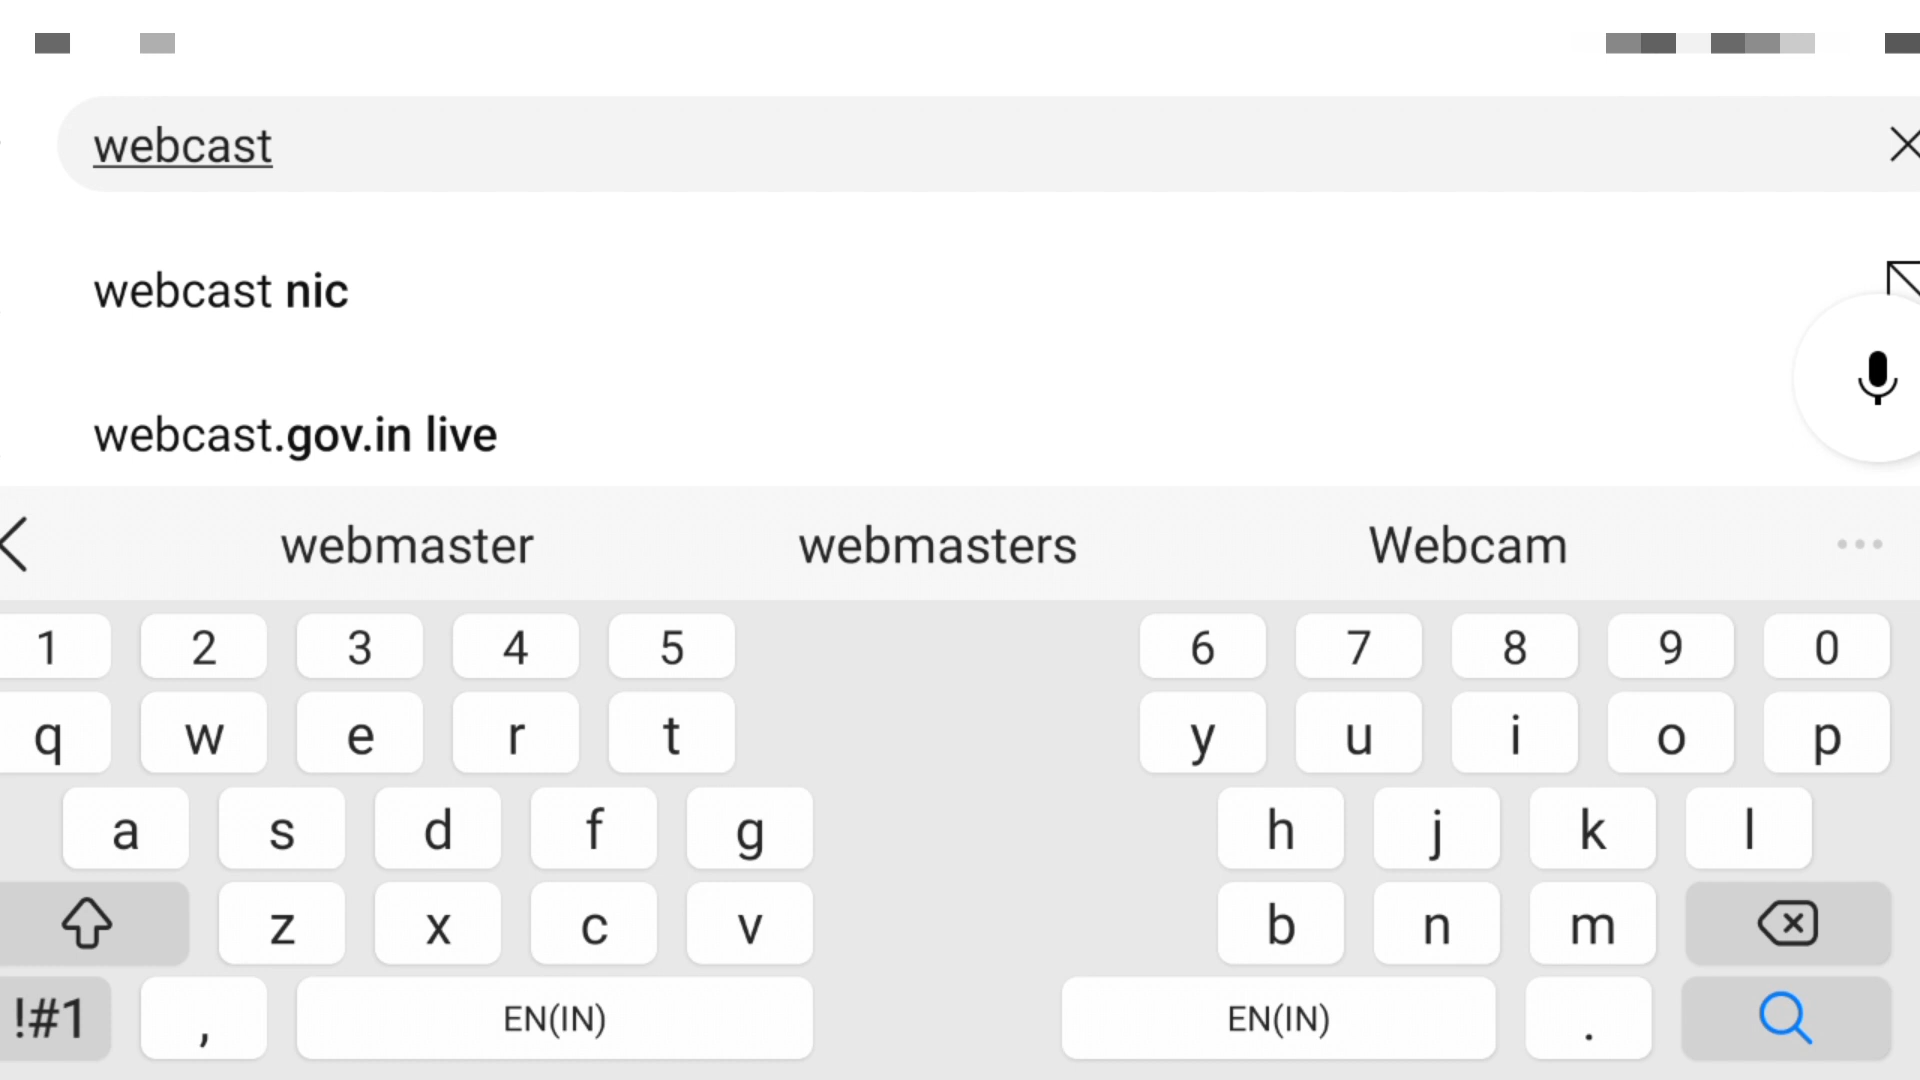 webcast
webcast nic
webcast.gov.in live
webmaster webmasters Webcam
1 2 3 4 5 6 7 8 9 0
q w e r t y u i o p
a s d f g h j k l
z x c v b n m
!#1 , EN(IN) EN(IN) .